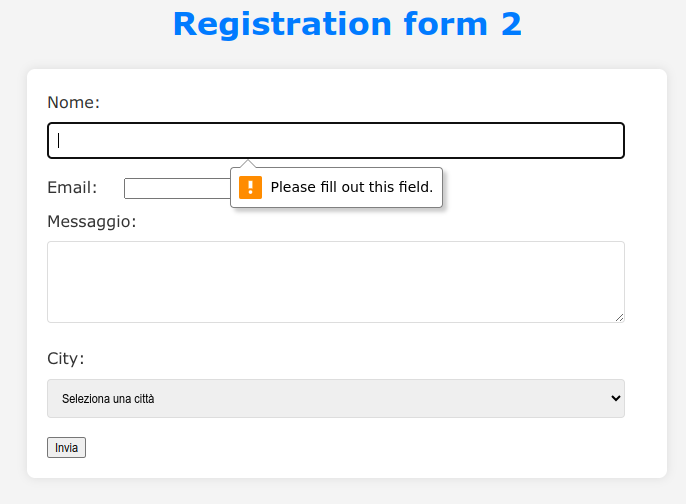 Registration form 2
Nome:
Email:
Please fill out this field.
Messaggio:
City:
Seleziona una città
Invia